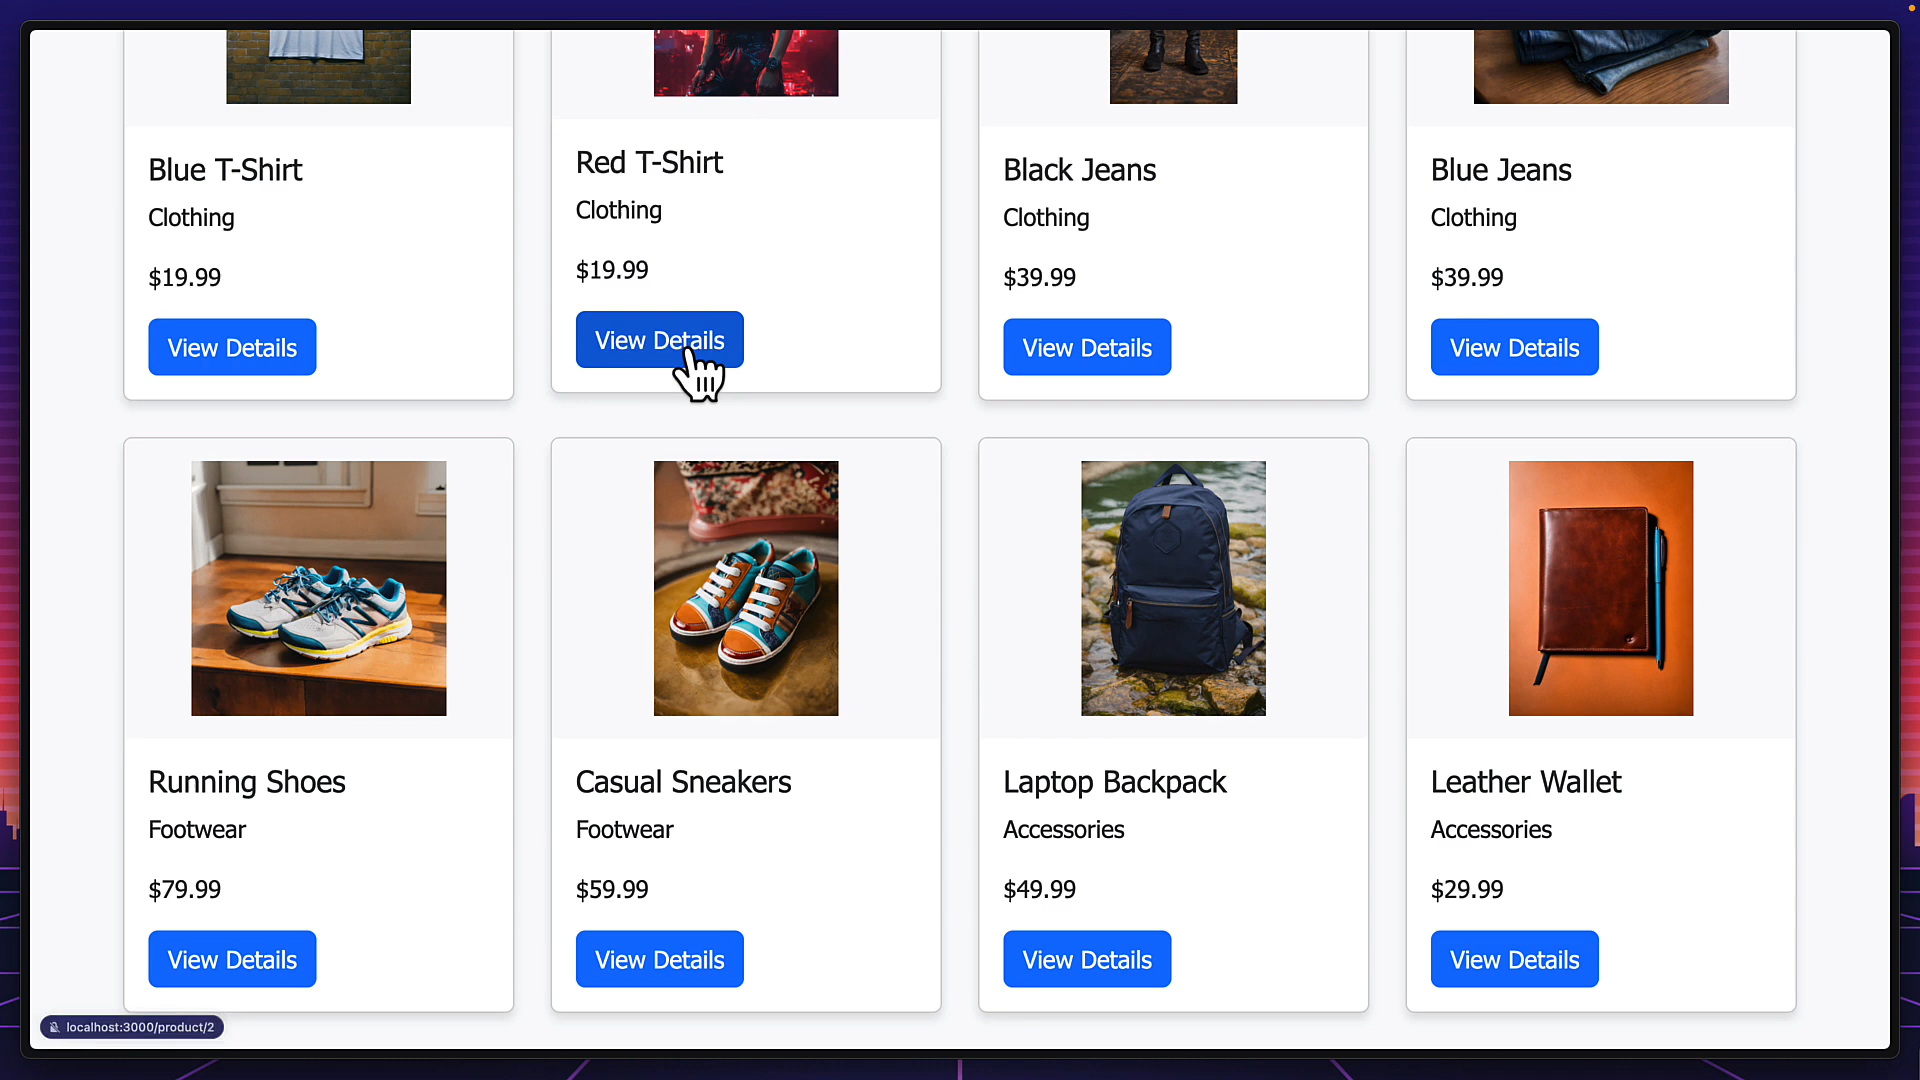 Blue T-Shirt
Clothing
$19.99
View Details
Red T-Shirt
Clothing
$19.99
View Details
Black Jeans
Clothing
$39.99
View Details
Blue Jeans
Clothing
$39.99
View Details
Running Shoes
Footwear
$79.99
View Details
Casual Sneakers
Footwear
$59.99
View Details
Laptop Backpack
Accessories
$49.99
View Details
Leather Wallet
Accessories
$29.99
View Details
localhost:3000/product/2